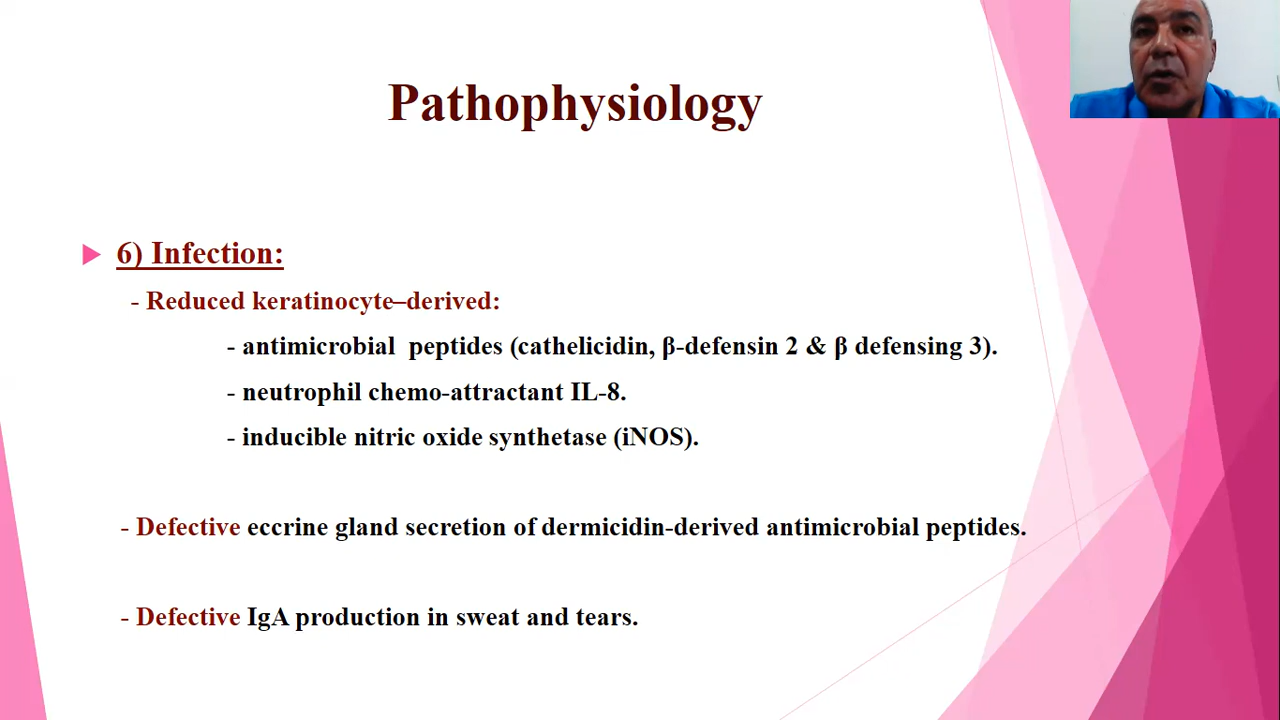 Pathophysiology
6) Infection:
- Reduced keratinocyte–derived:
- antimicrobial peptides (cathelicidin, β-defensin 2 & β defensing 3).
- neutrophil chemo-attractant IL-8.
- inducible nitric oxide synthetase (iNOS).
- Defective eccrine gland secretion of dermicidin-derived antimicrobial peptides.
- Defective IgA production in sweat and tears.